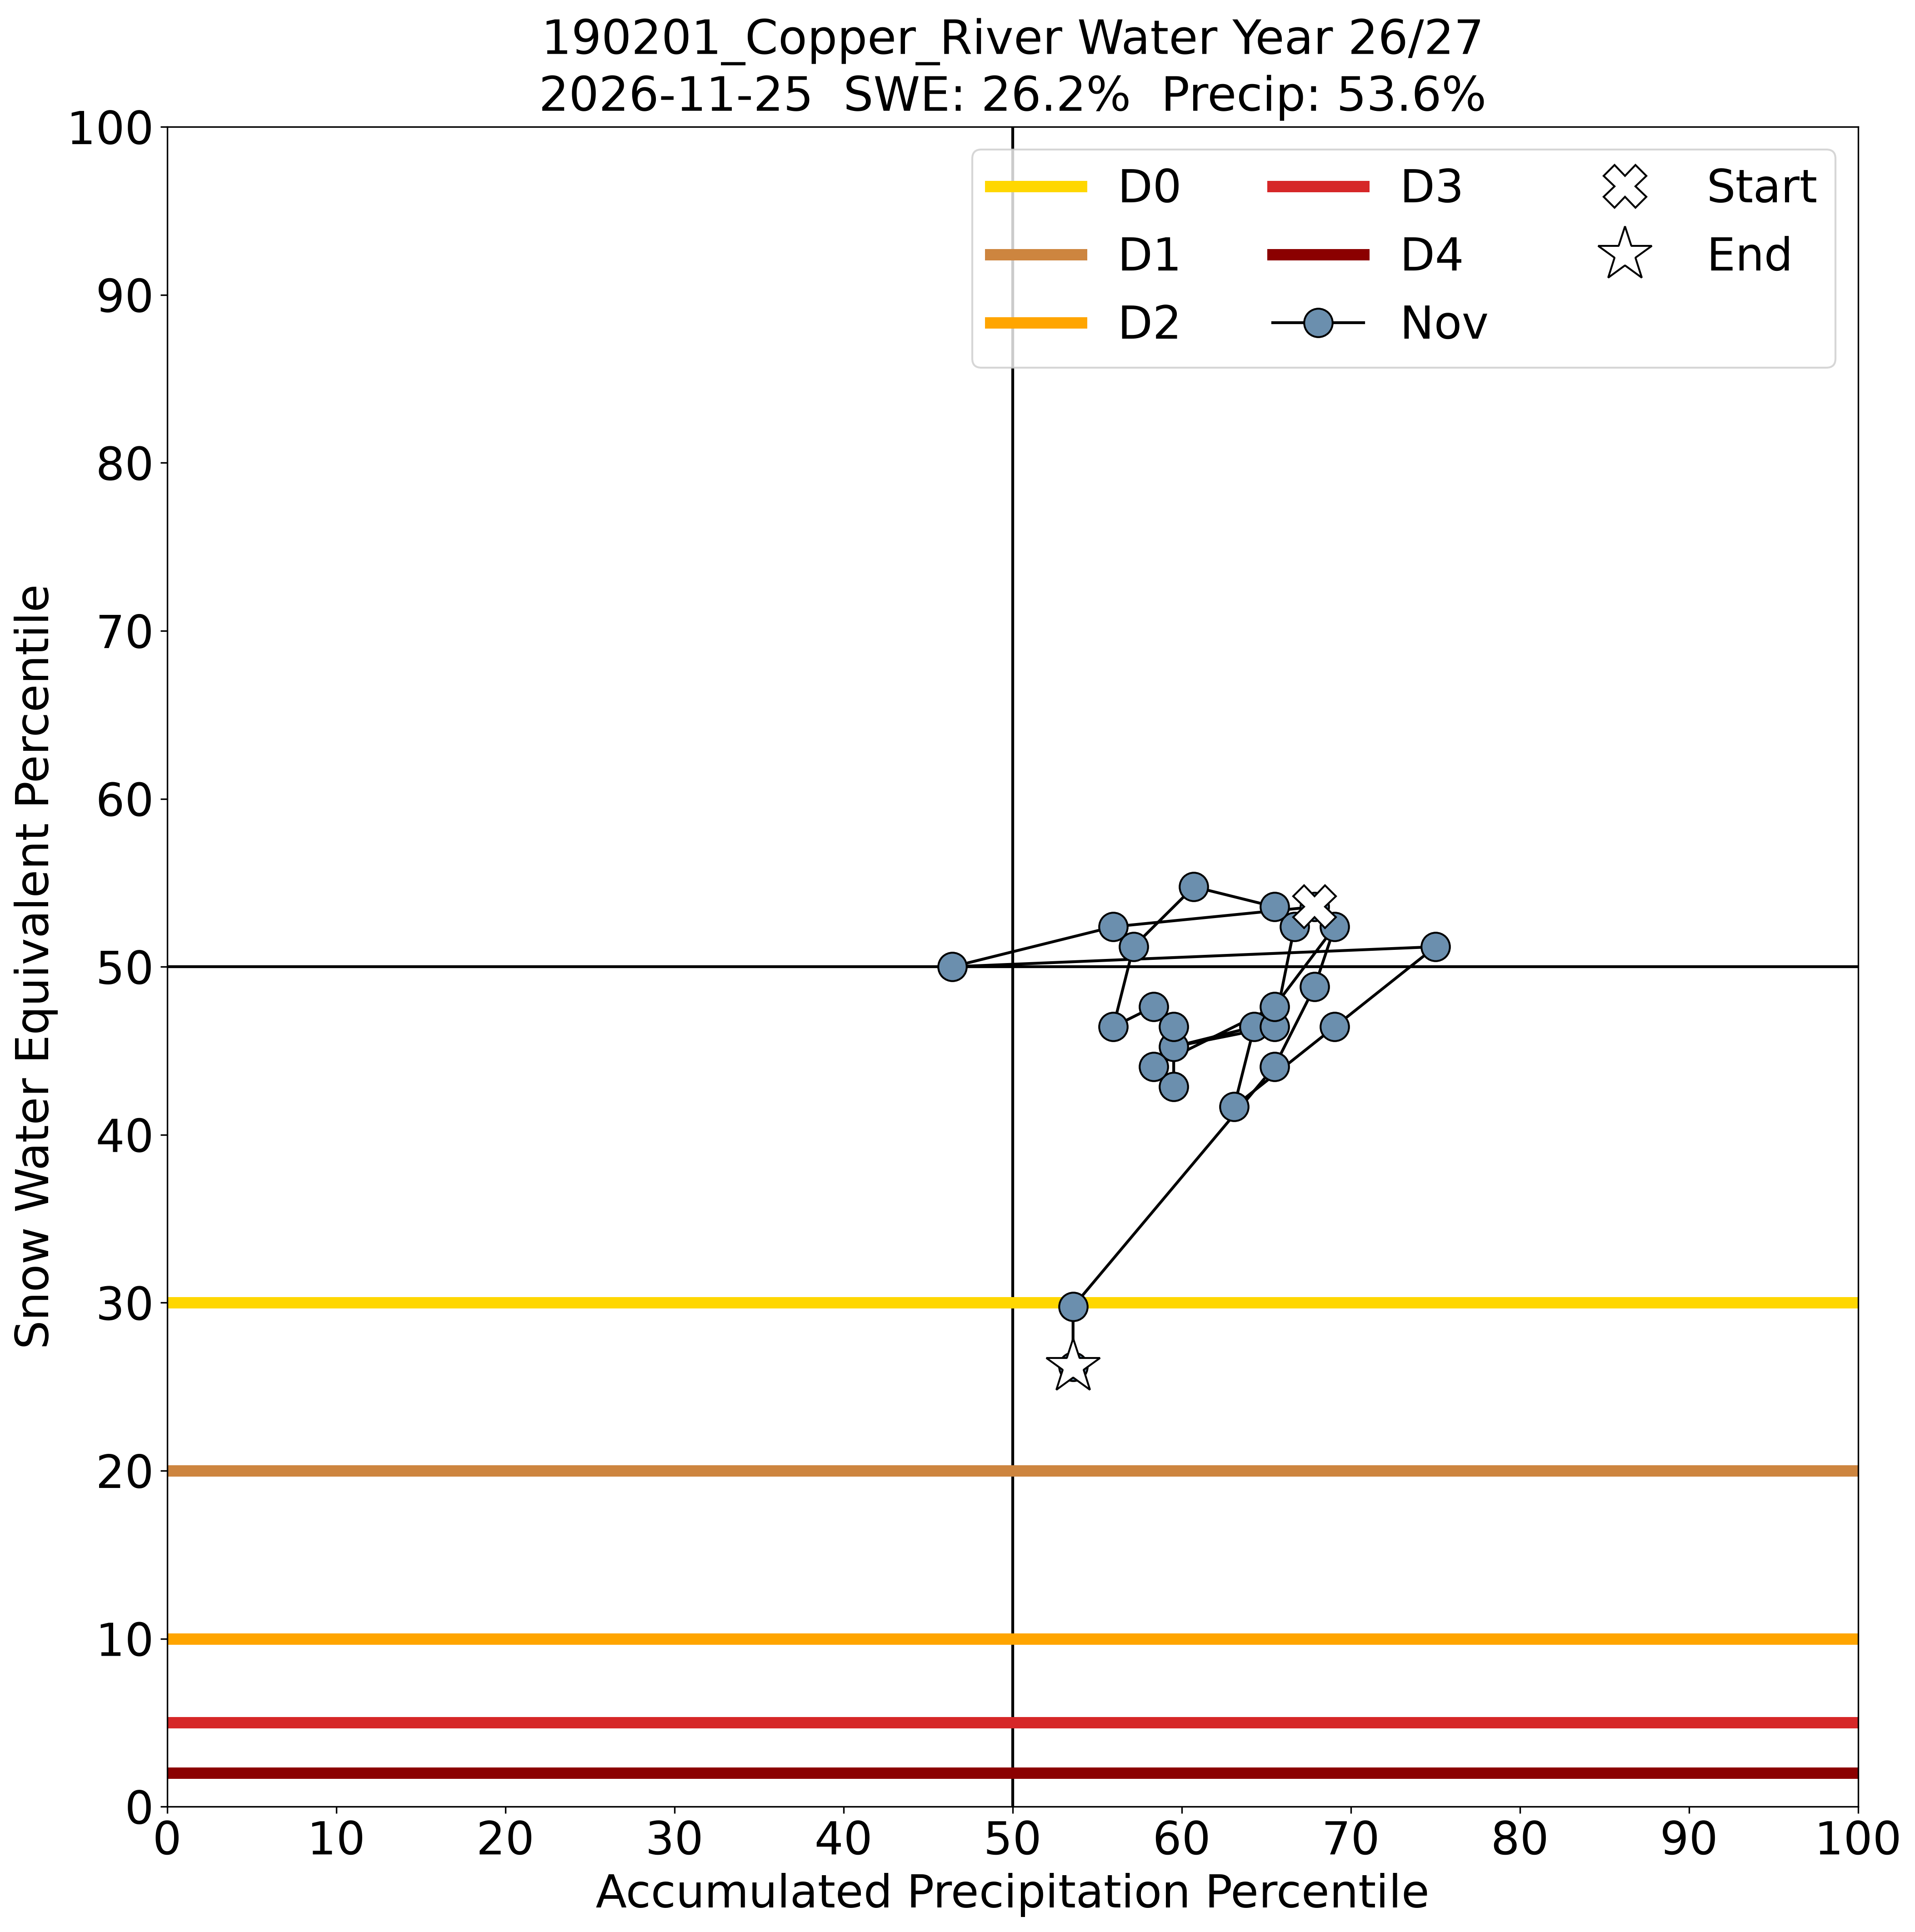 190201_Copper_River Water Year 26/27
2026-11-25  SWE: 26.2%  Precip: 53.6%
100
90
80
70
60
50
40
30
20
10
0
D0
D1
D2
D3
D4
Nov
Start
End
Snow Water Equivalent Percentile
0 10 20 30 40 50 60 70 80 90 100
Accumulated Precipitation Percentile